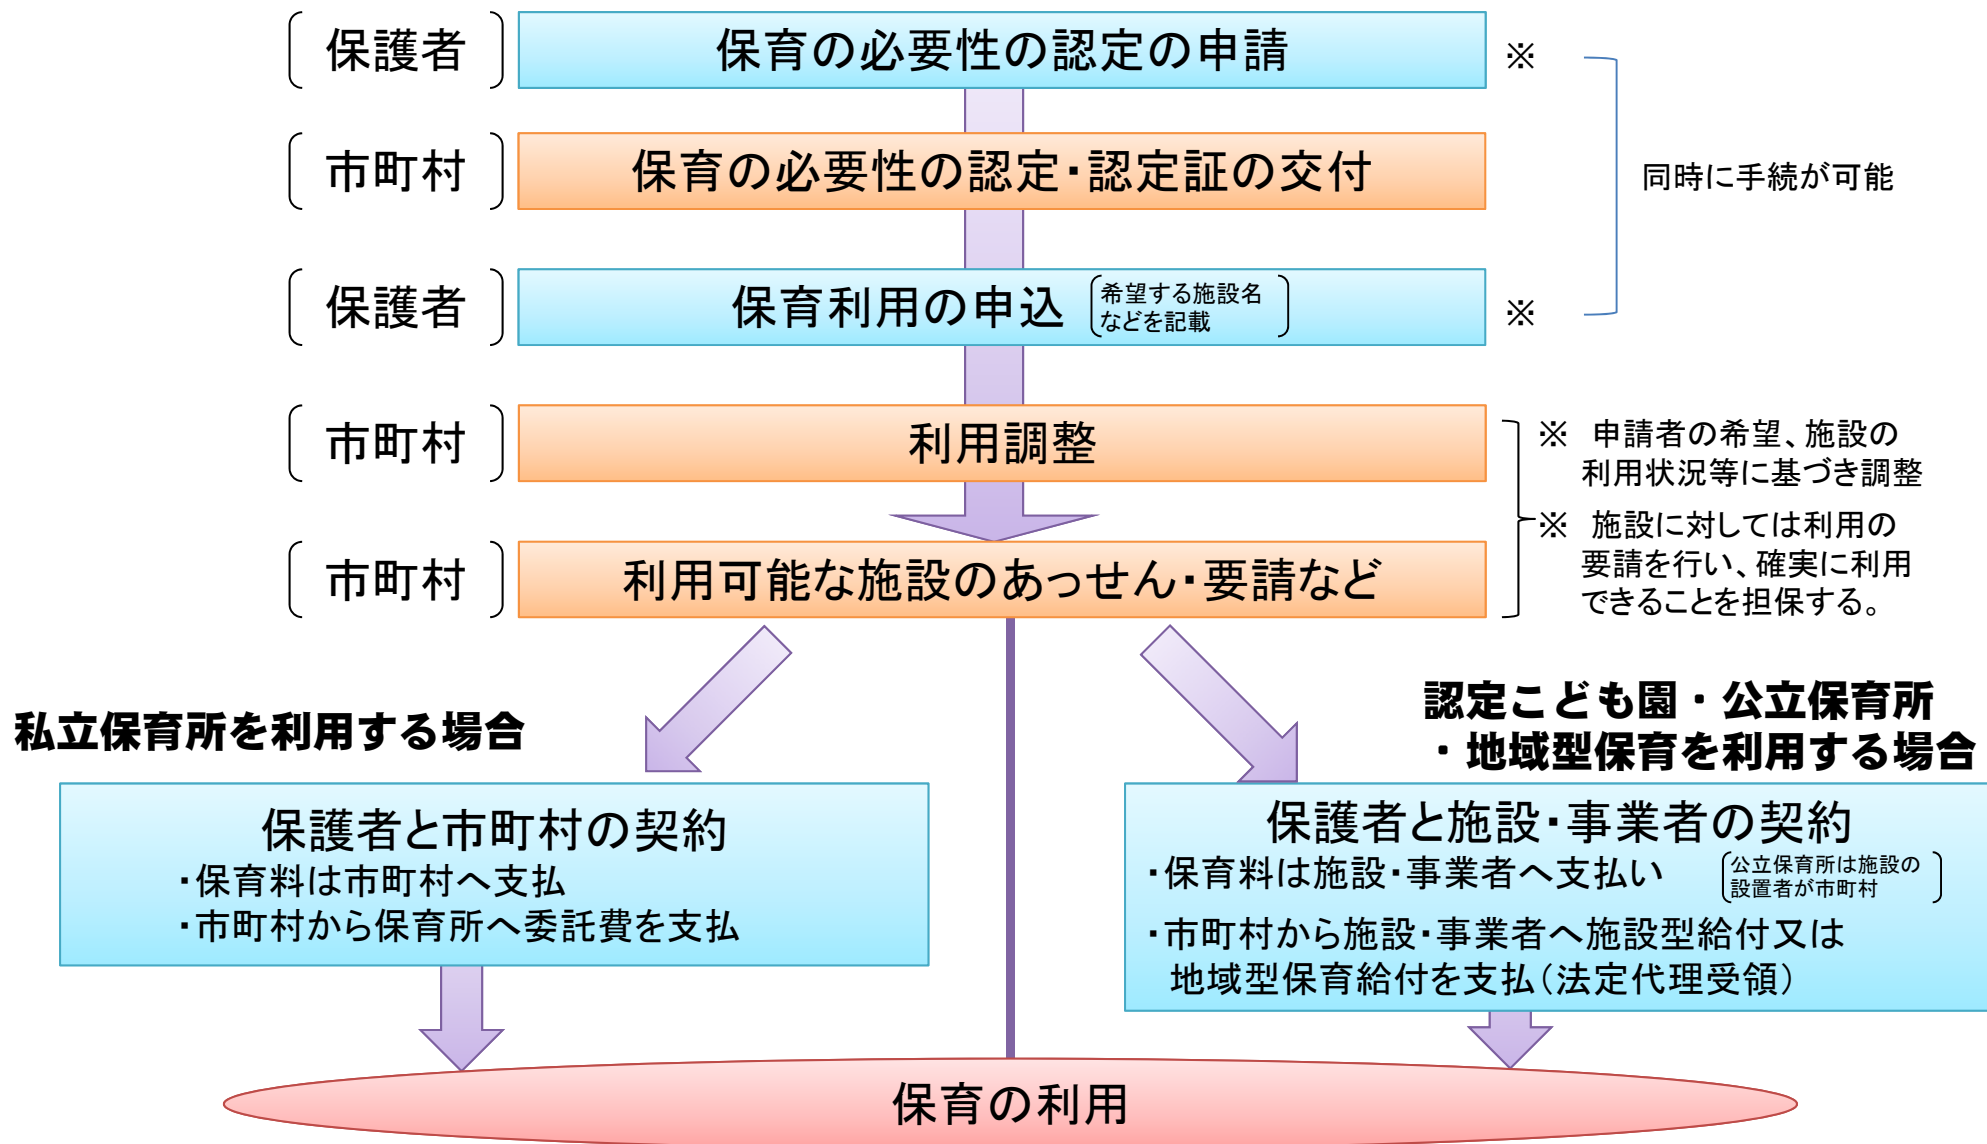 保護者
保育の必要性の認定の申請
※
市町村
保育の必要性の認定・認定証の交付
同時に手続が可能
保護者
保育利用の申込
希望する施設名
などを記載
※
市町村
利用調整
※ 申請者の希望、施設の
利用状況等に基づき調整
市町村
利用可能な施設のあっせん・要請など
※ 施設に対しては利用の
要請を行い、確実に利用
できることを担保する。
私立保育所を利用する場合
保護者と市町村の契約
・保育料は市町村へ支払
・市町村から保育所へ委託費を支払
認定こども園・公立保育所
・地域型保育を利用する場合
保護者と施設・事業者の契約
・保育料は施設・事業者へ支払い
公立保育所は施設の
設置者が市町村
・市町村から施設・事業者へ施設型給付又は
地域型保育給付を支払(法定代理受領)
保育の利用